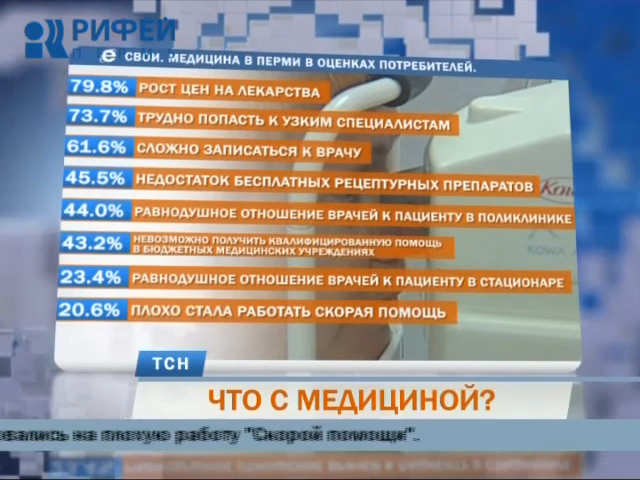 РИФЕЙ
е СВОИ. МЕДИЦИНА В ПЕРМИ В ОЦЕНКАХ ПОТРЕБИТЕЛЕЙ.
79.8% РОСТ ЦЕН НА ЛЕКАРСТВА
73.7% ТРУДНО ПОПАСТЬ К УЗКИМ СПЕЦИАЛИСТАМ
61.6% СЛОЖНО ЗАПИСАТЬСЯ К ВРАЧУ
45.5% НЕДОСТАТОК БЕСПЛАТНЫХ РЕЦЕПТУРНЫХ ПРЕПАРАТОВ
44.0% РАВНОДУШНОЕ ОТНОШЕНИЕ ВРАЧЕЙ К ПАЦИЕНТУ В ПОЛИКЛИНИКЕ
43.2% НЕВОЗМОЖНО ПОЛУЧИТЬ КВАЛИФИЦИРОВАННУЮ ПОМОЩЬ
В БЮДЖЕТНЫХ МЕДИЦИНСКИХ УЧРЕЖДЕНИЯХ
23.4% РАВНОДУШНОЕ ОТНОШЕНИЕ ВРАЧЕЙ К ПАЦИЕНТУ В СТАЦИОНАРЕ
20.6% ПЛОХО СТАЛА РАБОТАТЬ СКОРАЯ ПОМОЩЬ
Kowa
KOWA
ТСН
ЧТО С МЕДИЦИНОЙ?
овались на плохую работу "Скорой помощи".